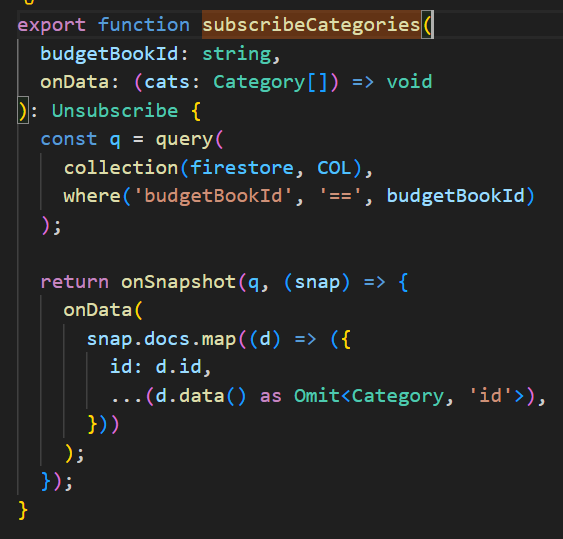 export function subscribeCategories(
  budgetBookId: string,
  onData: (cats: Category[]) => void
): Unsubscribe {
  const q = query(
    collection(firestore, COL),
    where('budgetBookId', '==', budgetBookId)
  );

  return onSnapshot(q, (snap) => {
    onData(
      snap.docs.map((d) => ({
        id: d.id,
        ...(d.data() as Omit<Category, 'id'>),
      }))
    );
  });
}